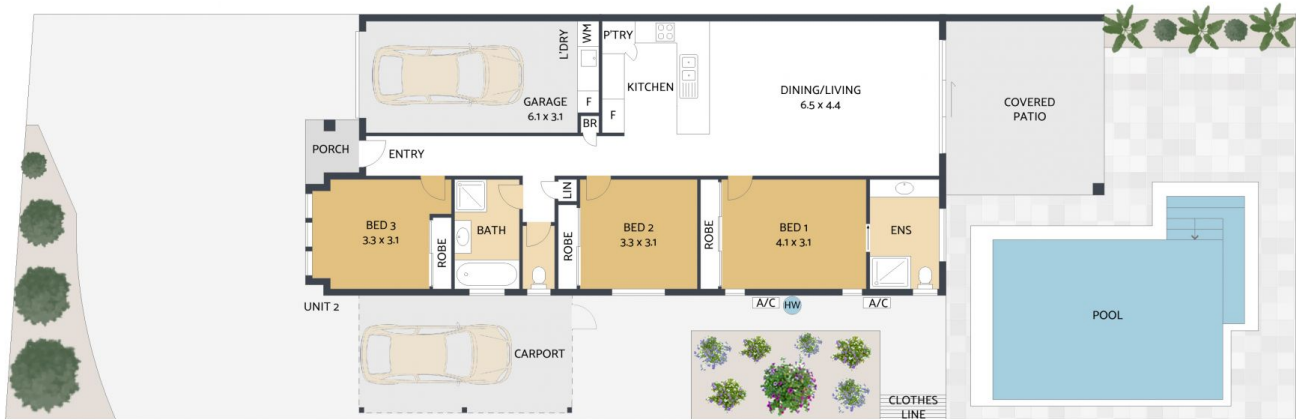 L'DRY
WM
P'TRY
KITCHEN
DINING/LIVING
6.5 x 4.4
GARAGE
6.1 x 3.1
F
F
BR
COVERED
PATIO
PORCH
ENTRY
LIN
BED 3
3.3 x 3.1
ROBE
BATH
ROBE
BED 2
3.3 x 3.1
ROBE
BED 1
4.1 x 3.1
ENS
UNIT 2
A/C
HW
A/C
POOL
CARPORT
CLOTHES
LINE